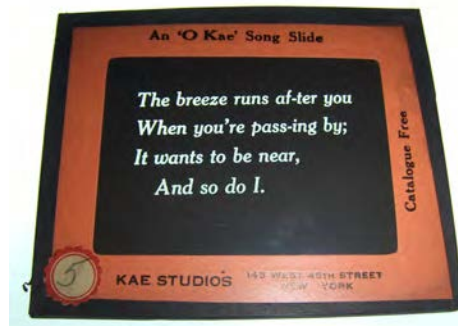 An 'O Kae' Song Slide
The breeze runs af-ter you
When you're pass-ing by;
It wants to be near,
And so do I.
Catalogue Free
5
KAE STUDIOS
145 WEST 45TH STREET
NEW YORK